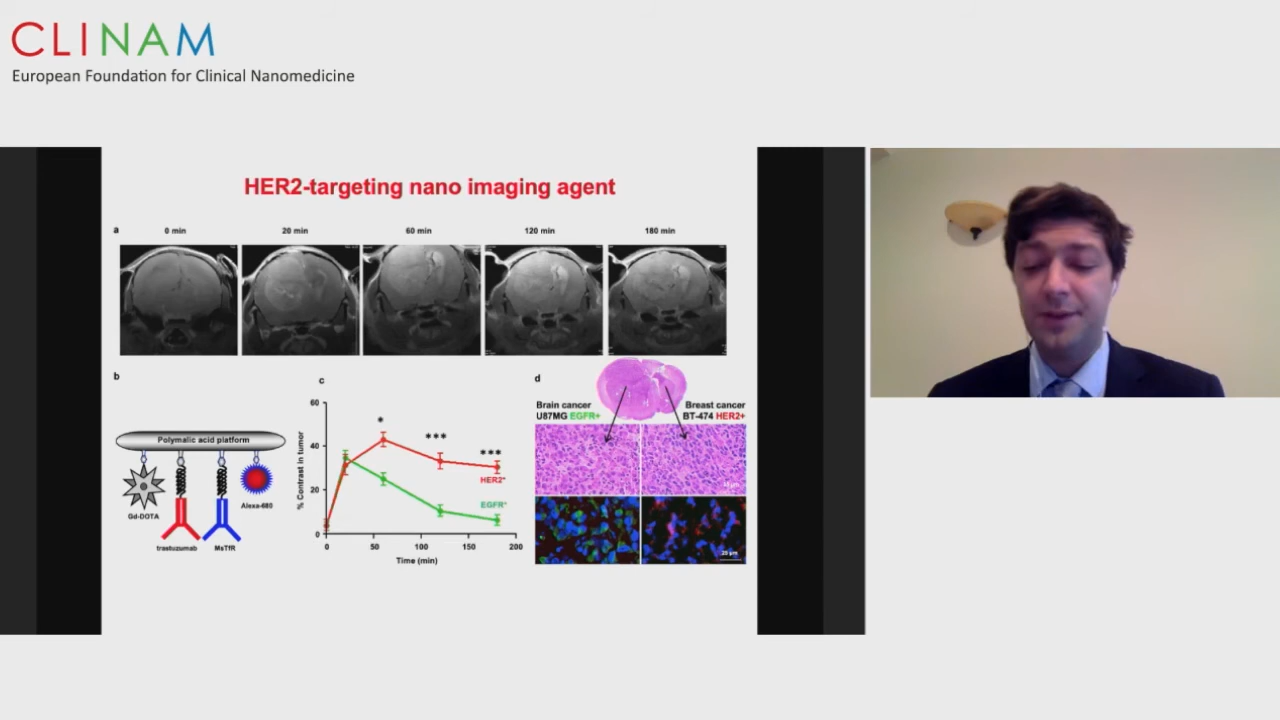 CLINAM
European Foundation for Clinical Nanomedicine
HER2-targeting nano imaging agent
a
0 min
20 min
60 min
120 min
180 min
b
Polymalic acid platform
Gd-DOTA
trastuzumab
MsTfR
Alexa-680
c
60
40
20
0
% Contrast in tumor
*
***
***
HER2+
EGFR+
0
50
100
150
200
Time (min)
d
Brain cancer
U87MG EGFR+
Breast cancer
BT-474 HER2+
25 µm